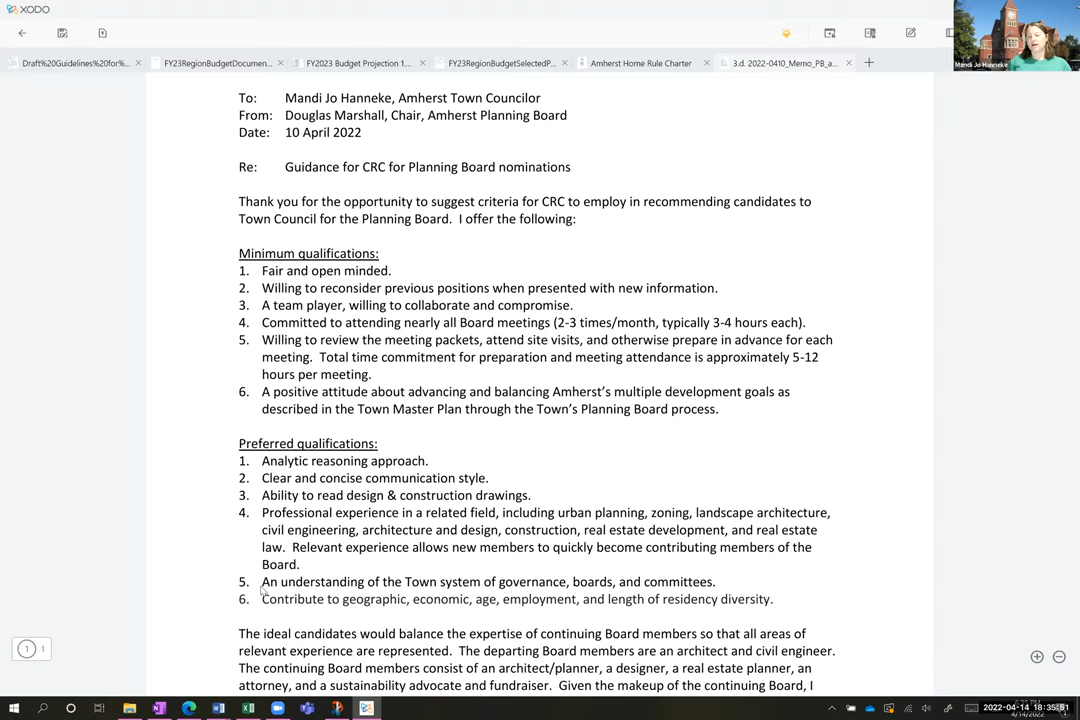 XODO
Draft%20Guidelines%20for%...
FY23RegionBudgetDocumen...
FY2023 Budget Projection 1....
FY23RegionBudgetSelectedP...
Amherst Home Rule Charter
3.d. 2022-0410_Memo_PB_a...
Mandi Jo Hanneke
To: Mandi Jo Hanneke, Amherst Town Councilor
From: Douglas Marshall, Chair, Amherst Planning Board
Date: 10 April 2022
Re: Guidance for CRC for Planning Board nominations
Thank you for the opportunity to suggest criteria for CRC to employ in recommending candidates to
Town Council for the Planning Board. I offer the following:
Minimum qualifications:
1. Fair and open minded.
2. Willing to reconsider previous positions when presented with new information.
3. A team player, willing to collaborate and compromise.
4. Committed to attending nearly all Board meetings (2-3 times/month, typically 3-4 hours each).
5. Willing to review the meeting packets, attend site visits, and otherwise prepare in advance for each
meeting. Total time commitment for preparation and meeting attendance is approximately 5-12
hours per meeting.
6. A positive attitude about advancing and balancing Amherst's multiple development goals as
described in the Town Master Plan through the Town's Planning Board process.
Preferred qualifications:
1. Analytic reasoning approach.
2. Clear and concise communication style.
3. Ability to read design & construction drawings.
4. Professional experience in a related field, including urban planning, zoning, landscape architecture,
civil engineering, architecture and design, construction, real estate development, and real estate
law. Relevant experience allows new members to quickly become contributing members of the
Board.
5. An understanding of the Town system of governance, boards, and committees.
6. Contribute to geographic, economic, age, employment, and length of residency diversity.
The ideal candidates would balance the expertise of continuing Board members so that all areas of
relevant experience are represented. The departing Board members are an architect and civil engineer.
The continuing Board members consist of an architect/planner, a designer, a real estate planner, an
attorney, and a sustainability advocate and fundraiser. Given the makeup of the continuing Board, I
1 1
2022-04-14 18:35:51
4/14/2022